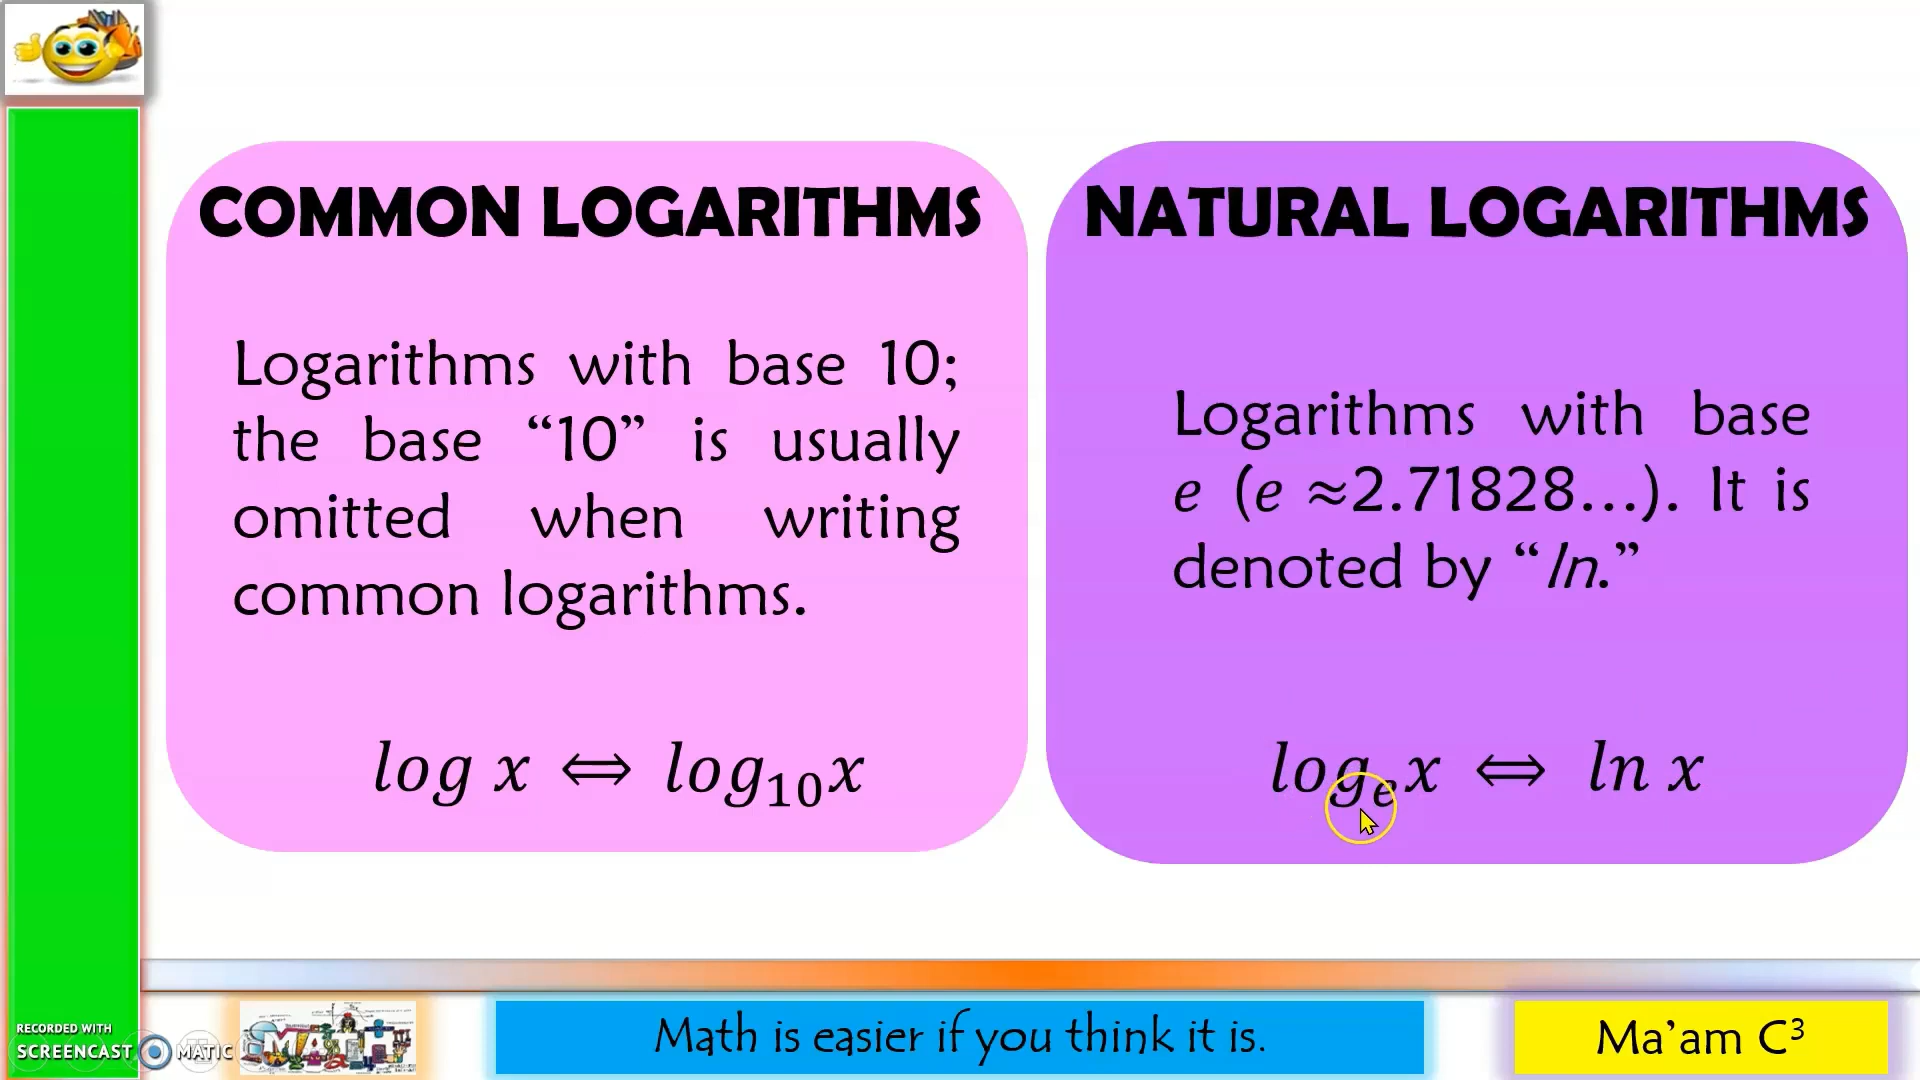 COMMON LOGARITHMS
Logarithms with base 10;
the base “10” is usually
omitted when writing
common logarithms.
log x ⇔ log₁₀x
NATURAL LOGARITHMS
Logarithms with base
e (e ≈2.71828...). It is
denoted by “ln.”
logₑx ⇔ ln x
RECORDED WITH
SCREENCAST MATIC
MATH
Math is easier if you think it is.
Ma’am C³